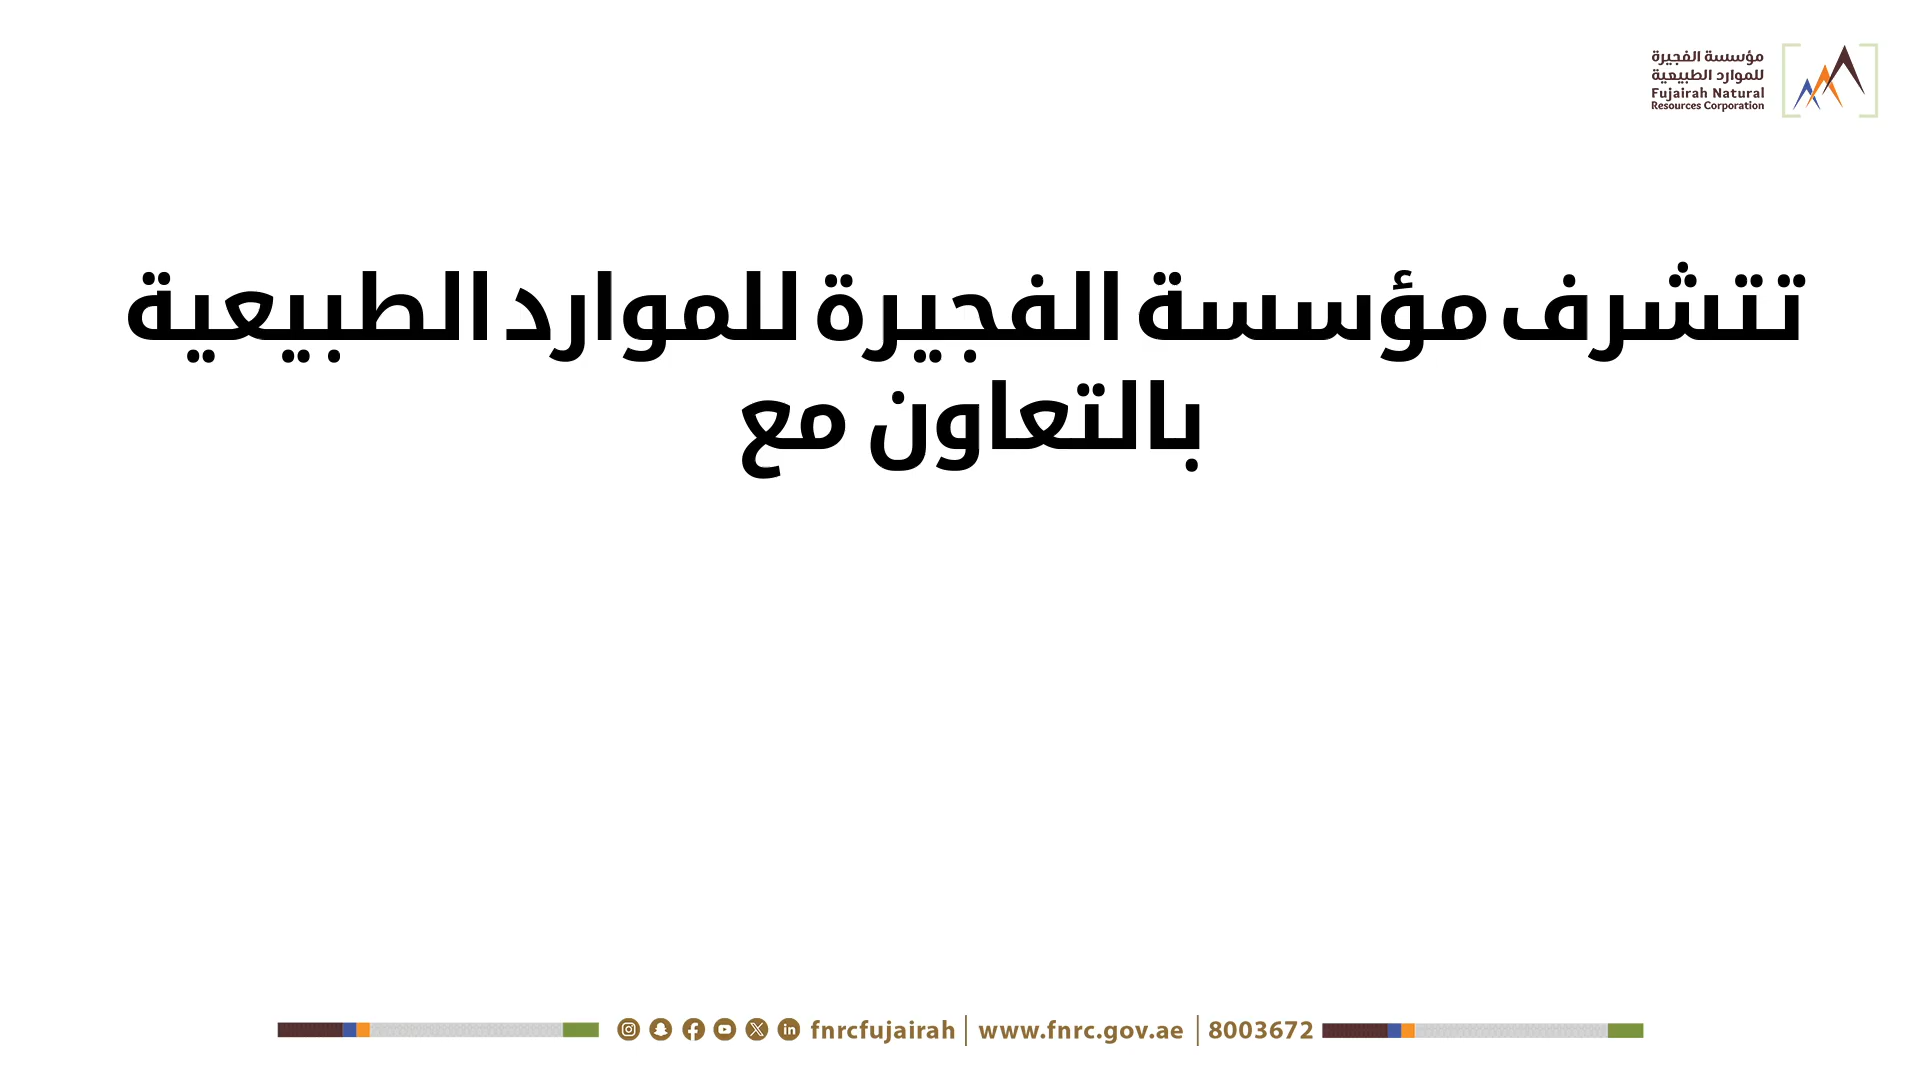 مؤسسة الفجيرة
للموارد الطبيعية
Fujairah Natural
Resources Corporation
تتشرف مؤسسة الفجيرة للموارد الطبيعية
بالتعاون مع
fnrcfujairah | www.fnrc.gov.ae | 8003672